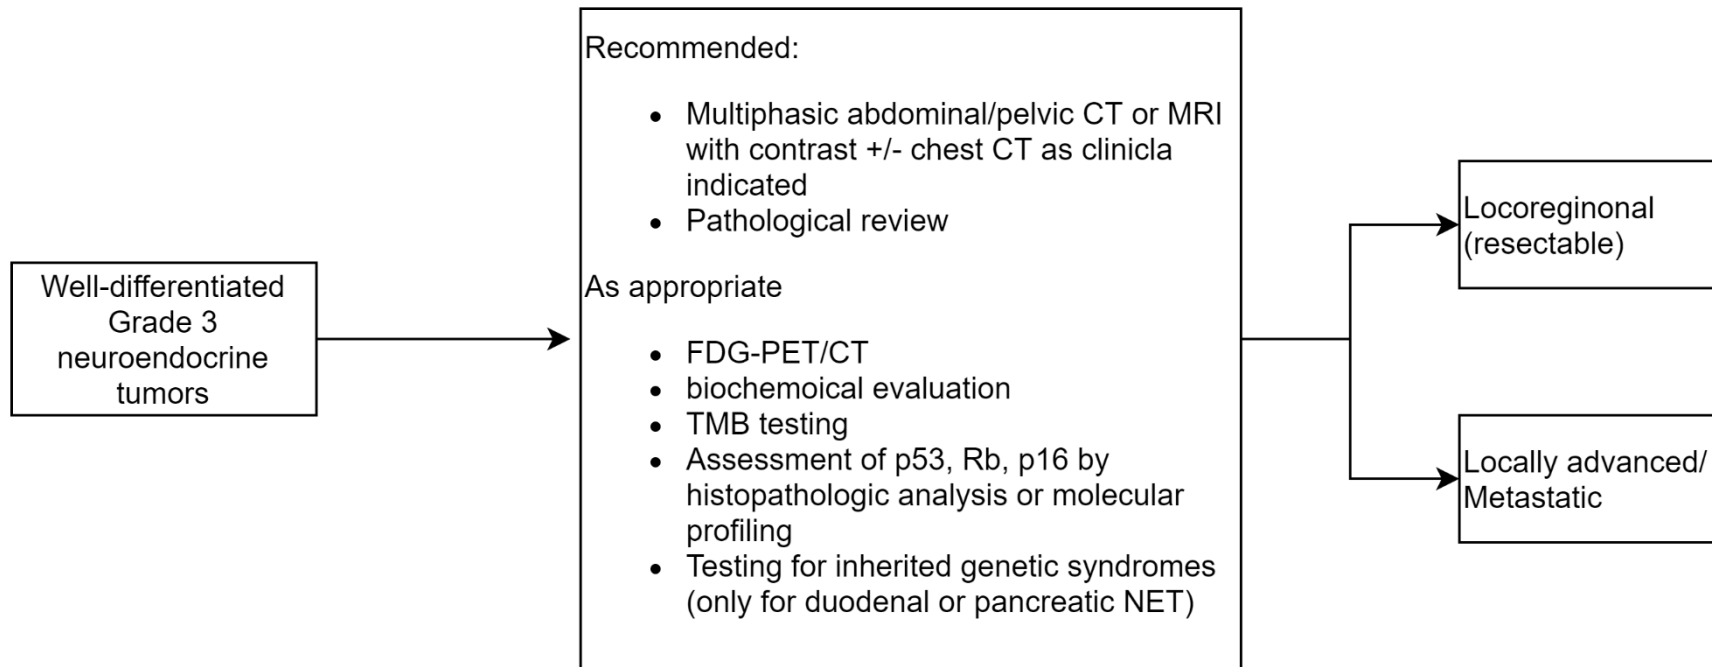 Well-differentiated
Grade 3
neuroendocrine
tumors
Recommended:
Multiphasic abdominal/pelvic CT or MRI
with contrast +/- chest CT as clinicla
indicated
Pathological review
As appropriate
FDG-PET/CT
biochemoical evaluation
TMB testing
Assessment of p53, Rb, p16 by
histopathologic analysis or molecular
profiling
Testing for inherited genetic syndromes
(only for duodenal or pancreatic NET)
Locoreginonal
(resectable)
Locally advanced/
Metastatic